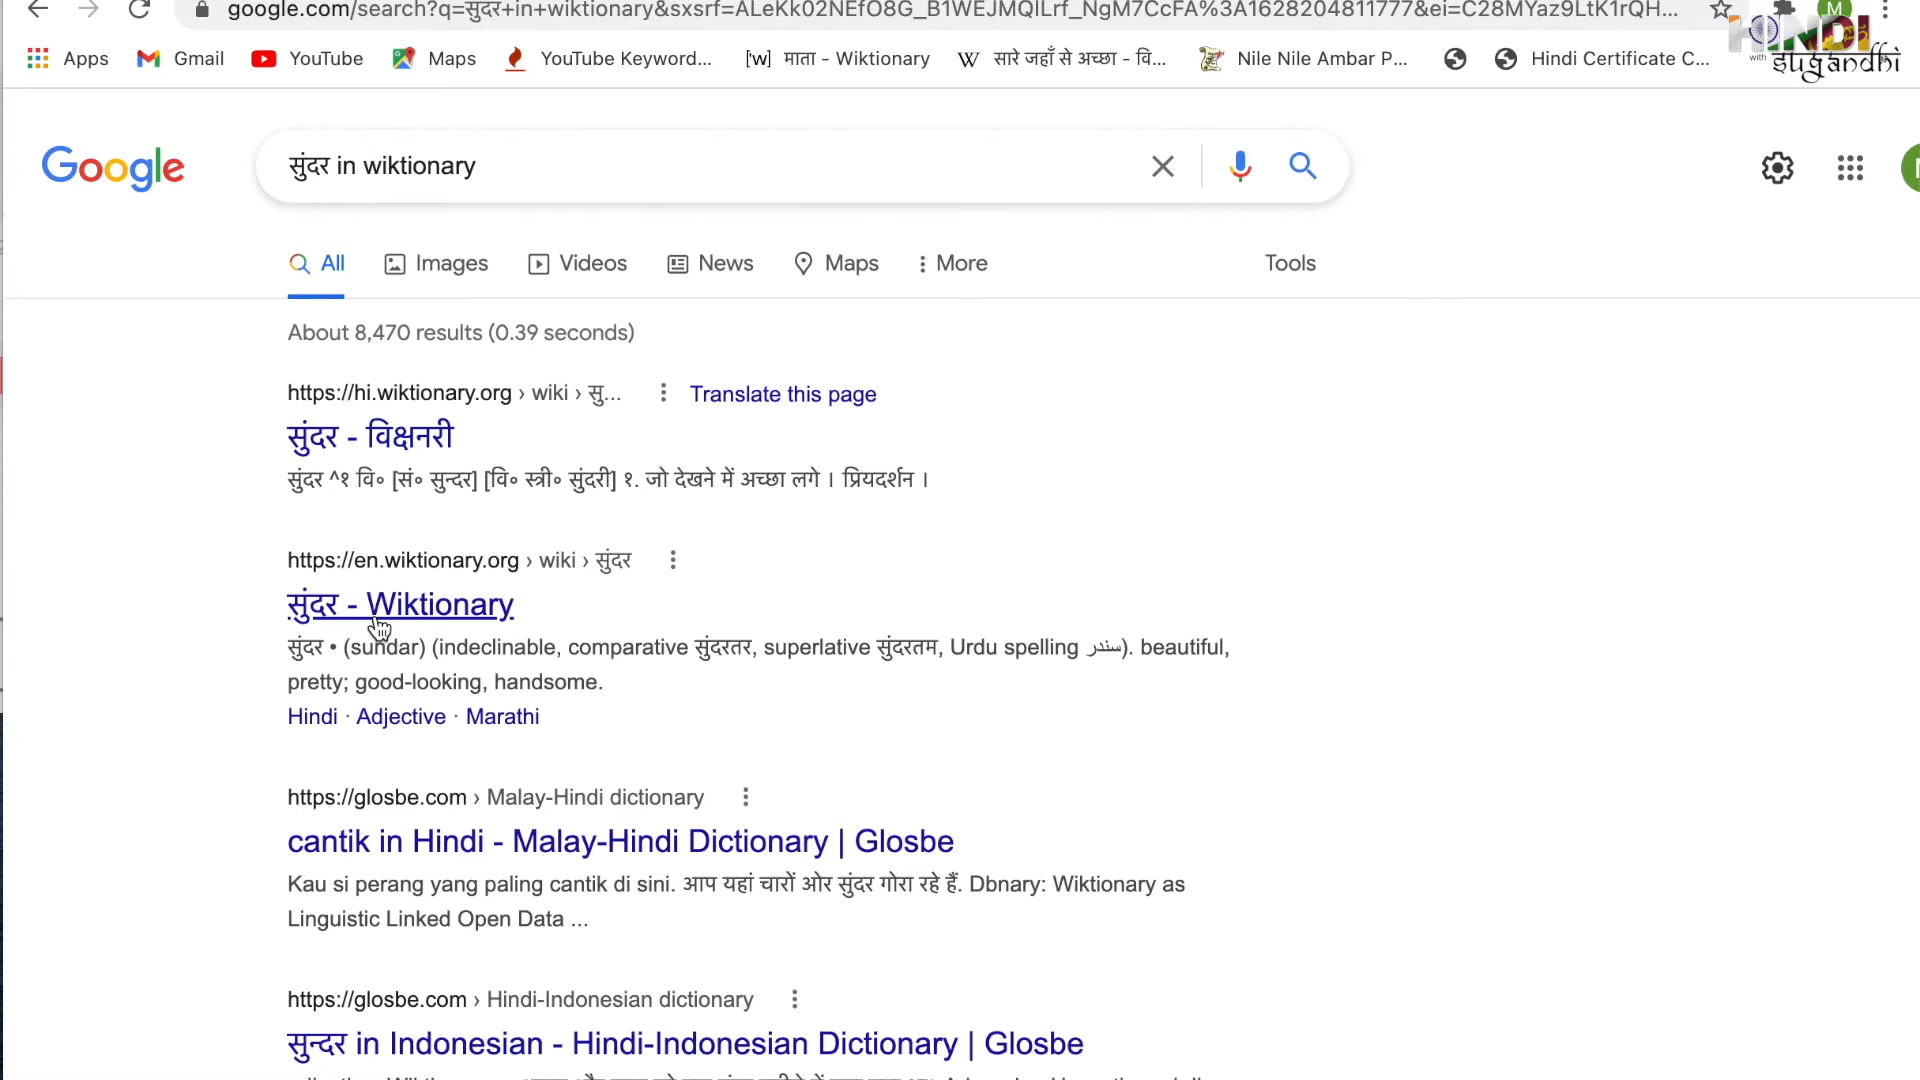 google.com/search?q=सुंदर+in+wiktionary&sxsrf=ALeKk02NEfO8G_B1WEJMQILrf_NgM7CcFA%3A1628204811777&ei=C28MYaz9LtK1rQH...
M
Apps Gmail YouTube Maps YouTube Keyword... ['w] माता - Wiktionary W सारे जहाँ से अच्छा - वि... Nile Nile Ambar P... Hindi Certificate C...
HINDI
with sugandhi
Google सुंदर in wiktionary
All Images Videos News Maps More Tools
About 8,470 results (0.39 seconds)
https://hi.wiktionary.org › wiki › सु... Translate this page
सुंदर - विक्षनरी
सुंदर ^१ वि॰ [सं॰ सुन्दर] [वि॰ स्त्री॰ सुंदरी] १. जो देखने में अच्छा लगे । प्रियदर्शन ।
https://en.wiktionary.org › wiki › सुंदर
सुंदर - Wiktionary
सुंदर • (sundar) (indeclinable, comparative सुंदरतर, superlative सुंदरतम, Urdu spelling سندر). beautiful,
pretty; good-looking, handsome.
Hindi · Adjective · Marathi
https://glosbe.com › Malay-Hindi dictionary
cantik in Hindi - Malay-Hindi Dictionary | Glosbe
Kau si perang yang paling cantik di sini. आप यहां चारों ओर सुंदर गोरा रहे हैं. Dbnary: Wiktionary as
Linguistic Linked Open Data ...
https://glosbe.com › Hindi-Indonesian dictionary
सुन्दर in Indonesian - Hindi-Indonesian Dictionary | Glosbe